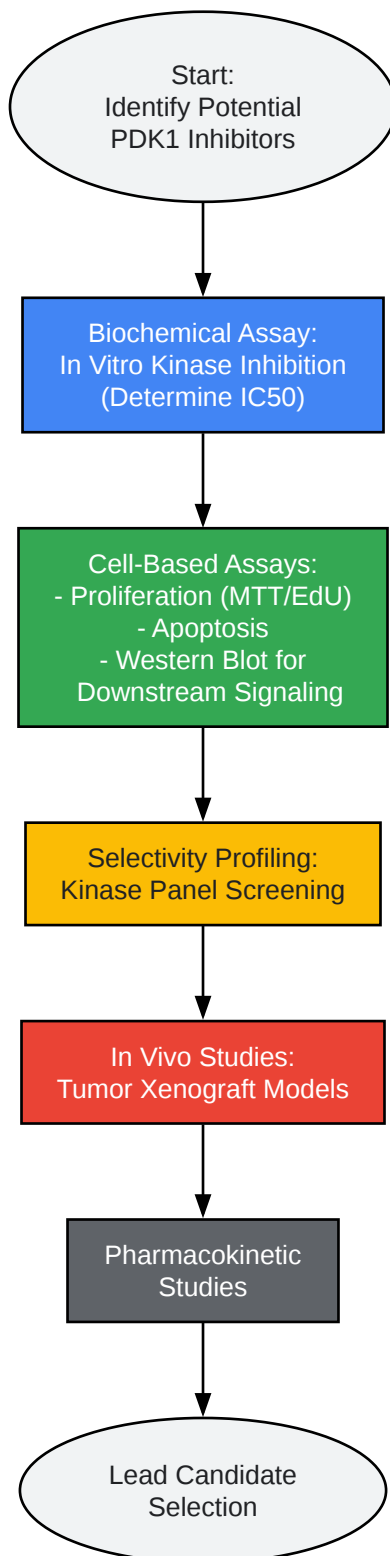 Start:
Identify Potential
PDK1 Inhibitors
Biochemical Assay:
In Vitro Kinase Inhibition
(Determine IC50)
Cell-Based Assays:
- Proliferation (MTT/EdU)
- Apoptosis
- Western Blot for
Downstream Signaling
Selectivity Profiling:
Kinase Panel Screening
In Vivo Studies:
Tumor Xenograft Models
Pharmacokinetic
Studies
Lead Candidate
Selection